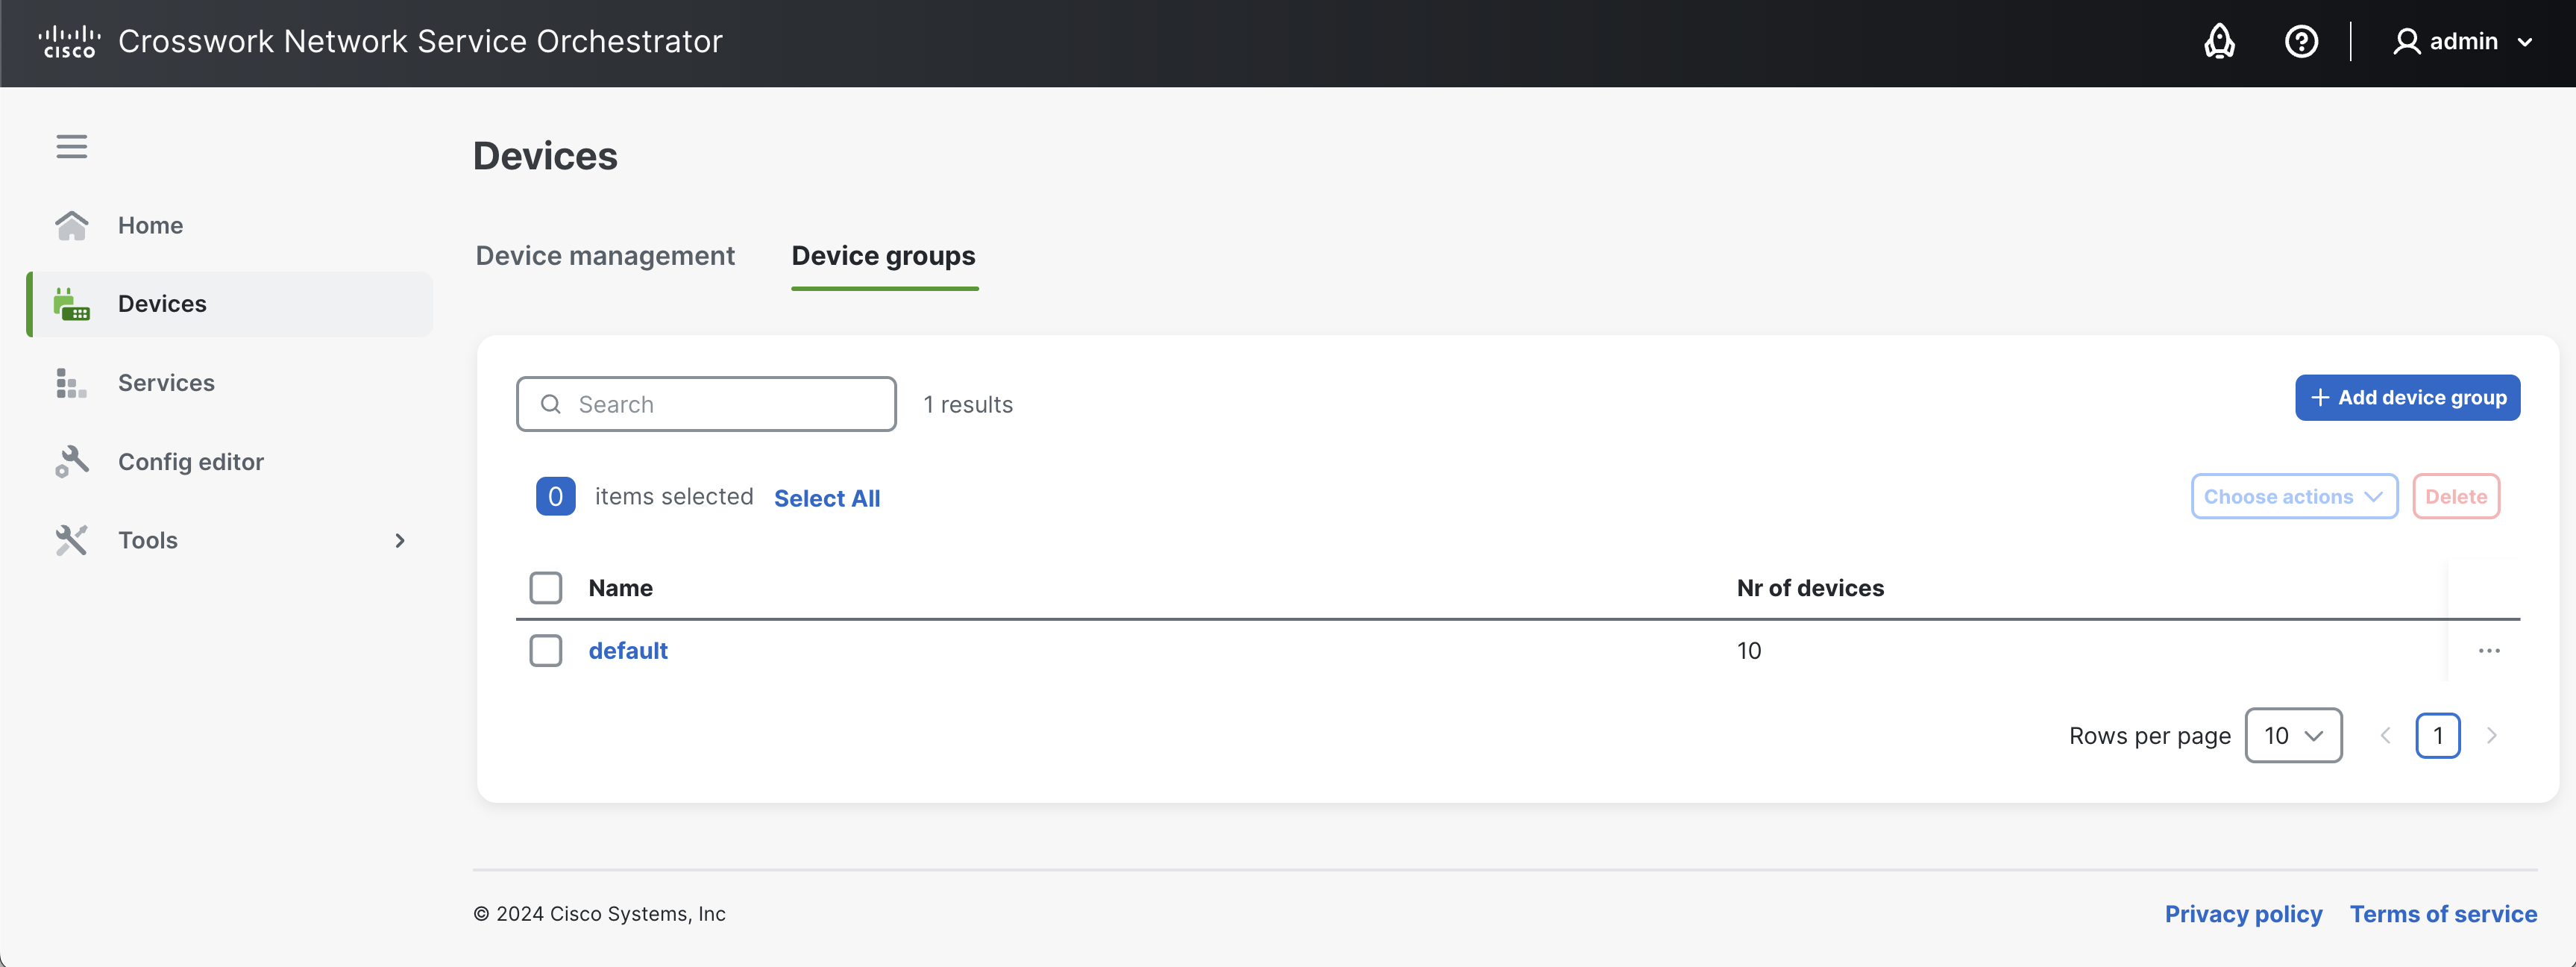 CISCO Crosswork Network Service Orchestrator
admin
Devices
Home
Device management Device groups
Devices
Services
Config editor
Tools
Search 1 results
+ Add device group
0 items selected Select All
Choose actions Delete
Name Nr of devices
default 10 ...
Rows per page 10 < 1 >
© 2024 Cisco Systems, Inc
Privacy policy Terms of service